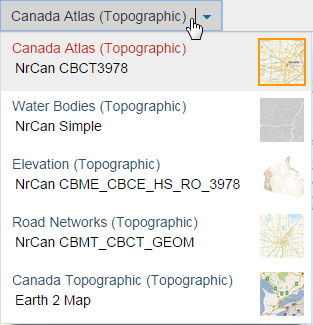 Canada Atlas (Topographic)
Canada Atlas (Topographic)
NrCan CBCT3978
Water Bodies (Topographic)
NrCan Simple
Elevation (Topographic)
NrCan CBME_CBCE_HS_RO_3978
Road Networks (Topographic)
NrCan CBMT_CBCT_GEOM
Canada Topographic (Topographic)
Earth 2 Map